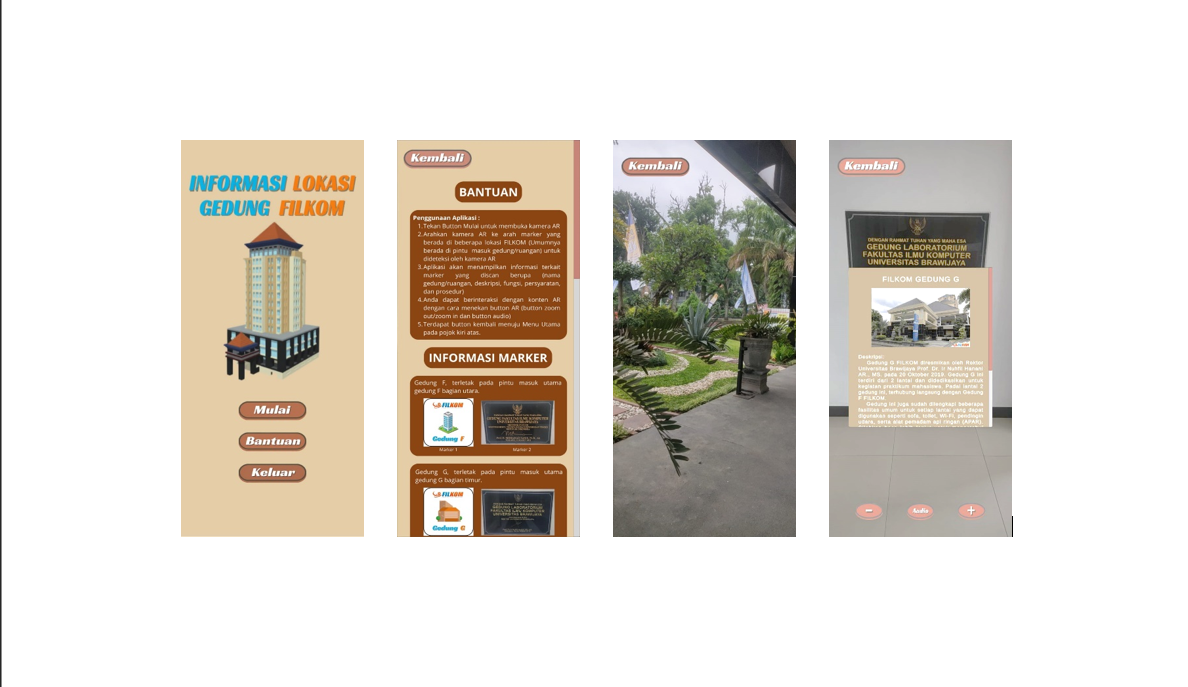 INFORMASI LOKASI
GEDUNG FILKOM
Mulai
Bantuan
Keluar
Kembali
BANTUAN
Penggunaan Aplikasi :
1. Tekan Button Mulai untuk membuka kamera AR
2. Arahkan kamera AR ke arah marker yang
berada di beberapa lokasi FILKOM (Umumnya
berada di pintu masuk gedung/ruangan) untuk
dideteksi oleh kamera AR
3. Aplikasi akan menampilkan informasi terkait
marker yang discan berupa (nama
gedung/ruangan, deskripsi, fungsi, persyaratan,
dan prosedur)
4. Anda dapat berinteraksi dengan konten AR
dengan cara menekan button AR (button zoom
out/zoom in dan button audio)
5. Terdapat button kembali menuju Menu Utama
pada pojok kiri atas.
INFORMASI MARKER
Gedung F, terletak pada pintu masuk utama
gedung F bagian utara.
FILKOM
Gedung F
Marker 1
Marker 2
Gedung G, terletak pada pintu masuk utama
gedung G bagian timur.
FILKOM
Gedung G
GEDUNG LABORATORIUM
FAKULTAS ILMU KOMPUTER
UNIVERSITAS BRAWIJAYA
Kembali
Kembali
DENGAN RAHMAT TUHAN YANG MAHA ESA
GEDUNG LABORATORIUM
FAKULTAS ILMU KOMPUTER
UNIVERSITAS BRAWIJAYA
FILKOM GEDUNG G
Deskripsi:
Gedung G FILKOM diresmikan oleh Rektor
Universitas Brawijaya Prof. Dr. Ir Nuhfil Hanani
AR., MS. pada 28 Oktober 2019. Gedung G ini
terdiri dari 2 lantai dan didedikasikan untuk
kegiatan praktikum mahasiswa. Pada lantai 2
gedung ini, terhubung langsung dengan Gedung
F FILKOM.
Gedung ini juga sudah dilengkapi beberapa
fasilitas umum untuk setiap lantai yang dapat
digunakan seperti sofa, toilet, Wi-Fi, pendingin
udara, serta alat pemadam api ringan (APAR).
-
Audio
+